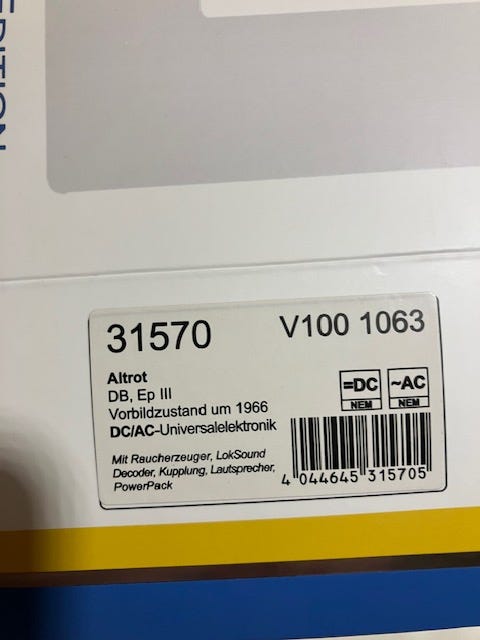 EDITION
31570
V100 1063
Altrot
DB, Ep III
Vorbildzustand um 1966
DC/AC-Universalelektronik
=DC
NEM
~AC
NEM
Mit Raucherzeuger, LokSound
Decoder, Kupplung, Lautsprecher,
PowerPack
4 044645 315705